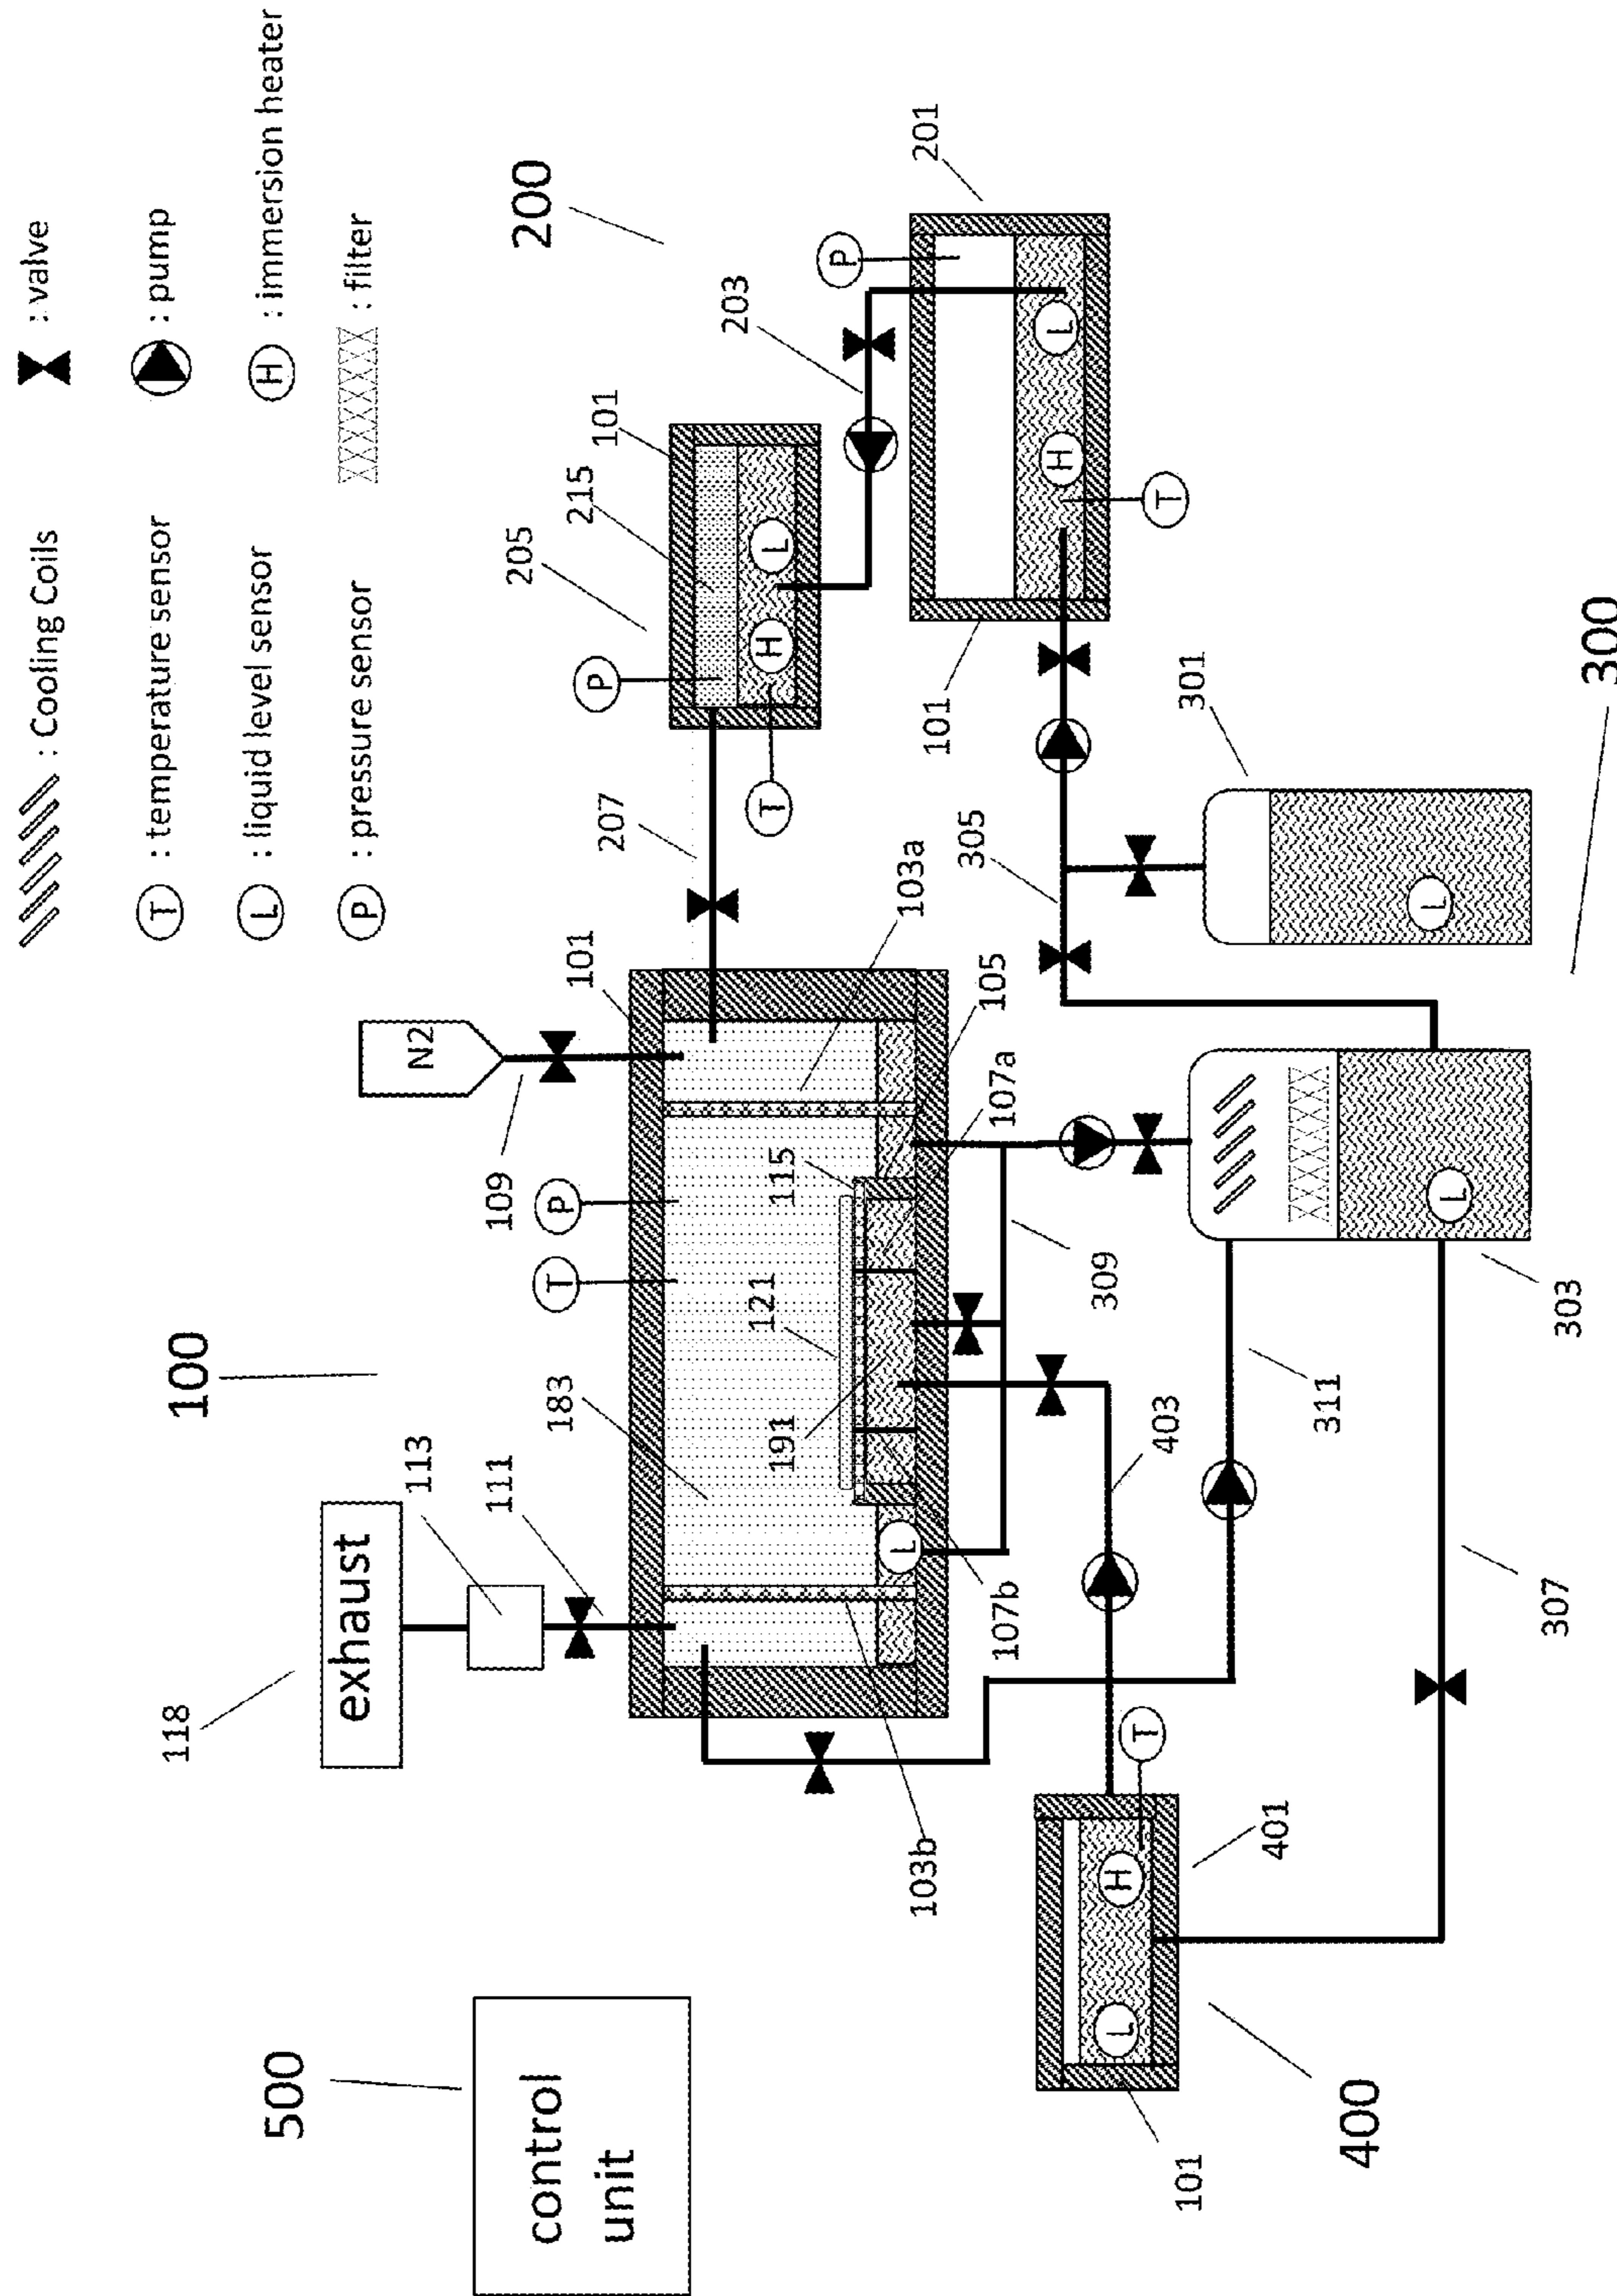 : Cooling Coils
: valve
T : temperature sensor
: pump
L : liquid level sensor
H : immersion heater
P : pressure sensor
: filter
500
control
unit
118
exhaust
113
111
100
183
T
P
109
N2
101
207
P
T
205
215
101
H
L
203
200
P
201
L
H
T
101
121
191
115
103a
105
107a
L
107b
103b
309
403
311
305
301
L
300
303
L
307
T
401
H
L
101
400